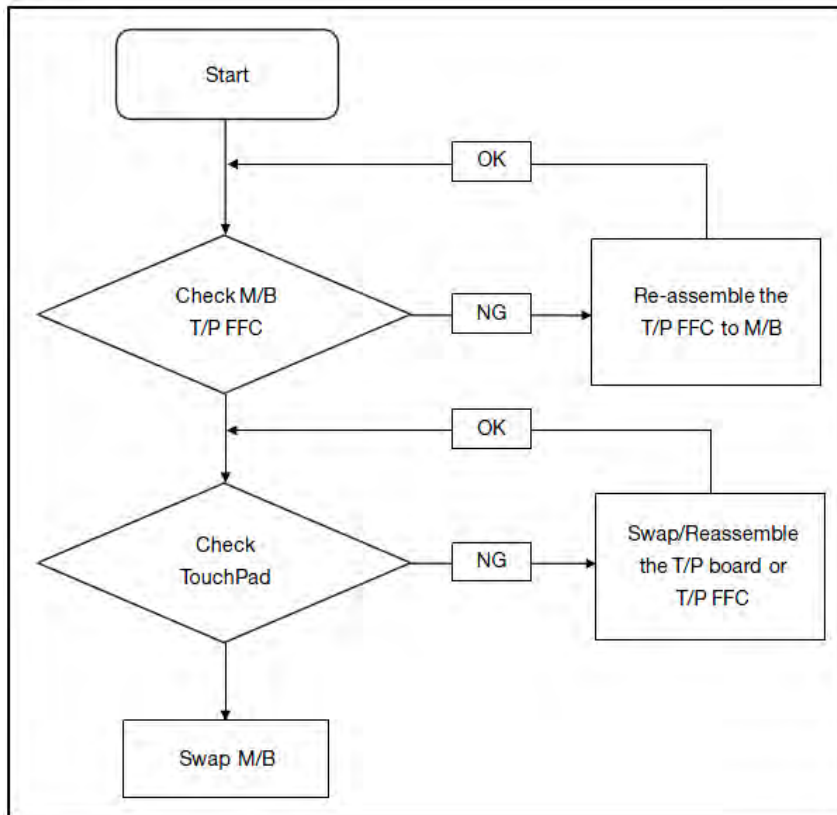 Start
OK
Check M/B
T/P FFC
NG
Re-assemble the
T/P FFC to M/B
OK
Check
TouchPad
NG
Swap/Reassemble
the T/P board or
T/P FFC
Swap M/B